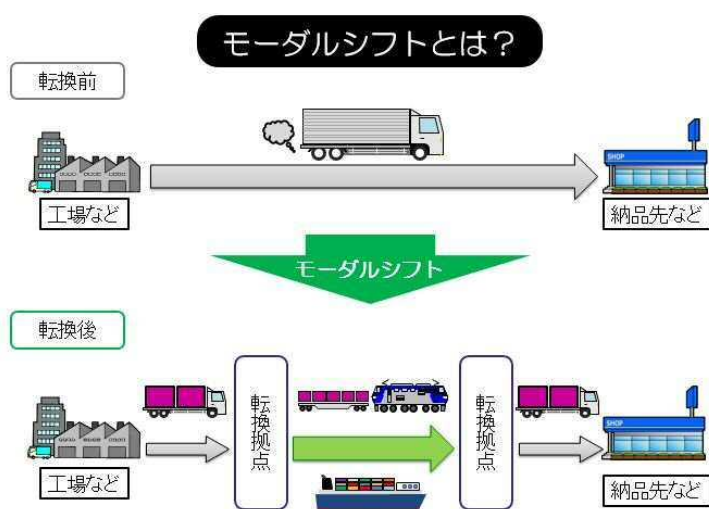 モーダルシフトとは？
転換前
SHOP
工場など
納品先など
モーダルシフト
転換後
転換拠点
転換拠点
SHOP
工場など
納品先など